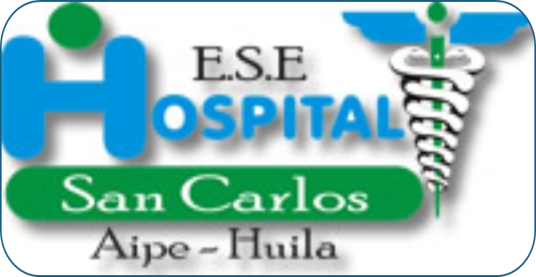 E.S.E
HOSPITAL
San Carlos
Aipe - Huila